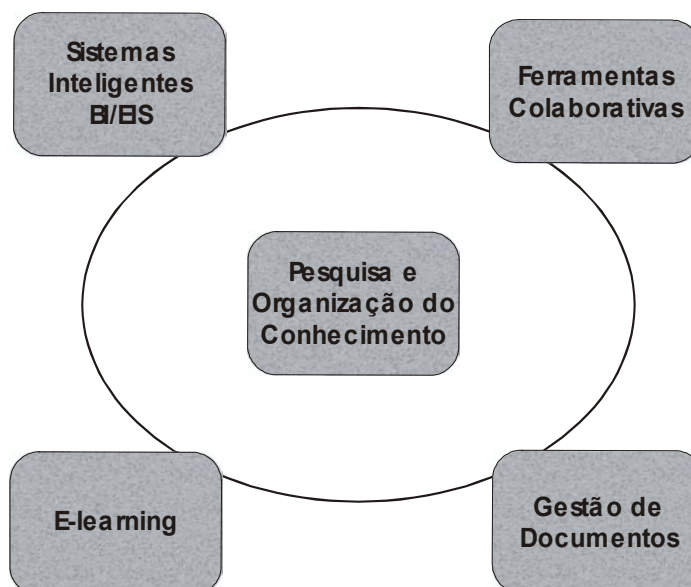 Sistemas
Inteligentes
BI/EIS
Ferramentas
Colaborativas
Pesquisa e
Organização do
Conhecimento
E-learning
Gestão de
Documentos